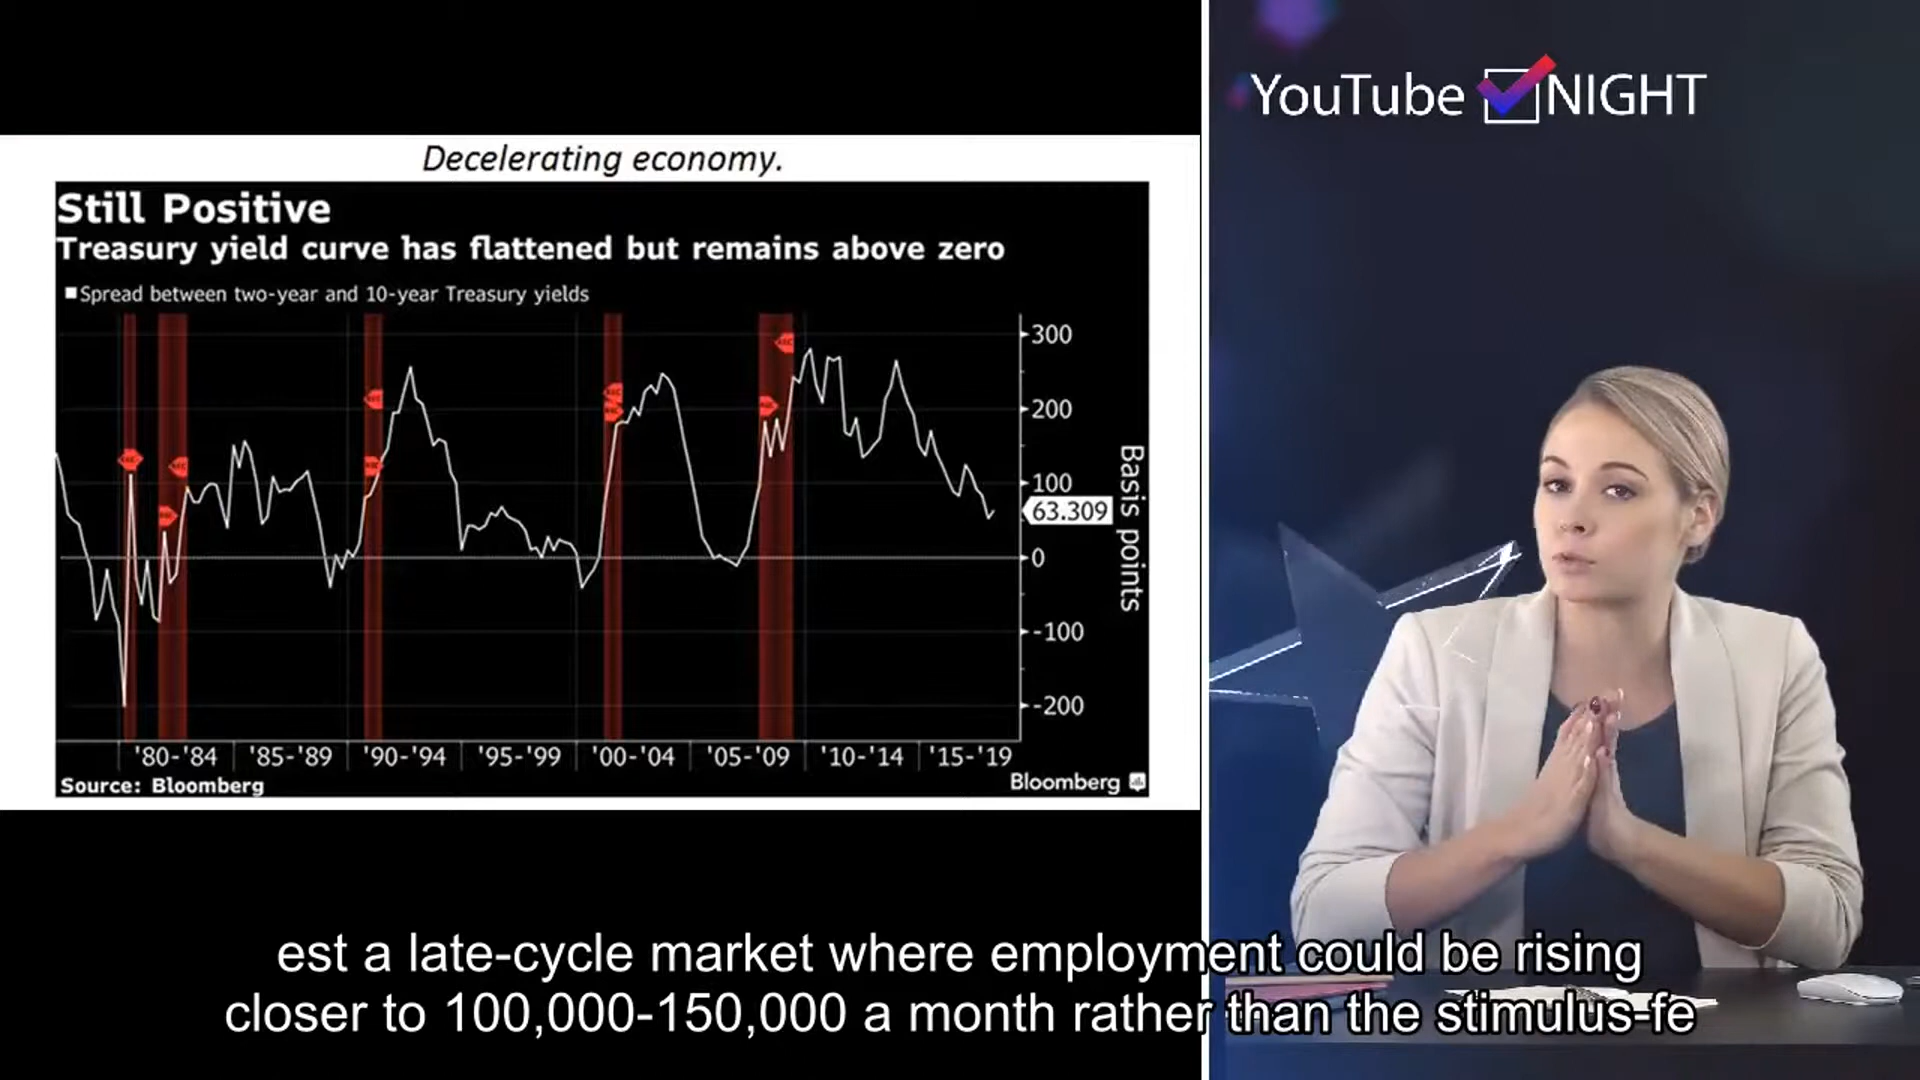 YouTube NIGHT
Decelerating economy.
Still Positive
Treasury yield curve has flattened but remains above zero
Spread between two-year and 10-year Treasury yields
300
200
100
63.309
0
-100
-200
Basis points
'80-'84 '85-'89 '90-'94 '95-'99 '00-'04 '05-'09 '10-'14 '15-'19
Source: Bloomberg
Bloomberg
est a late-cycle market where employment could be rising
closer to 100,000-150,000 a month rather than the stimulus-fe